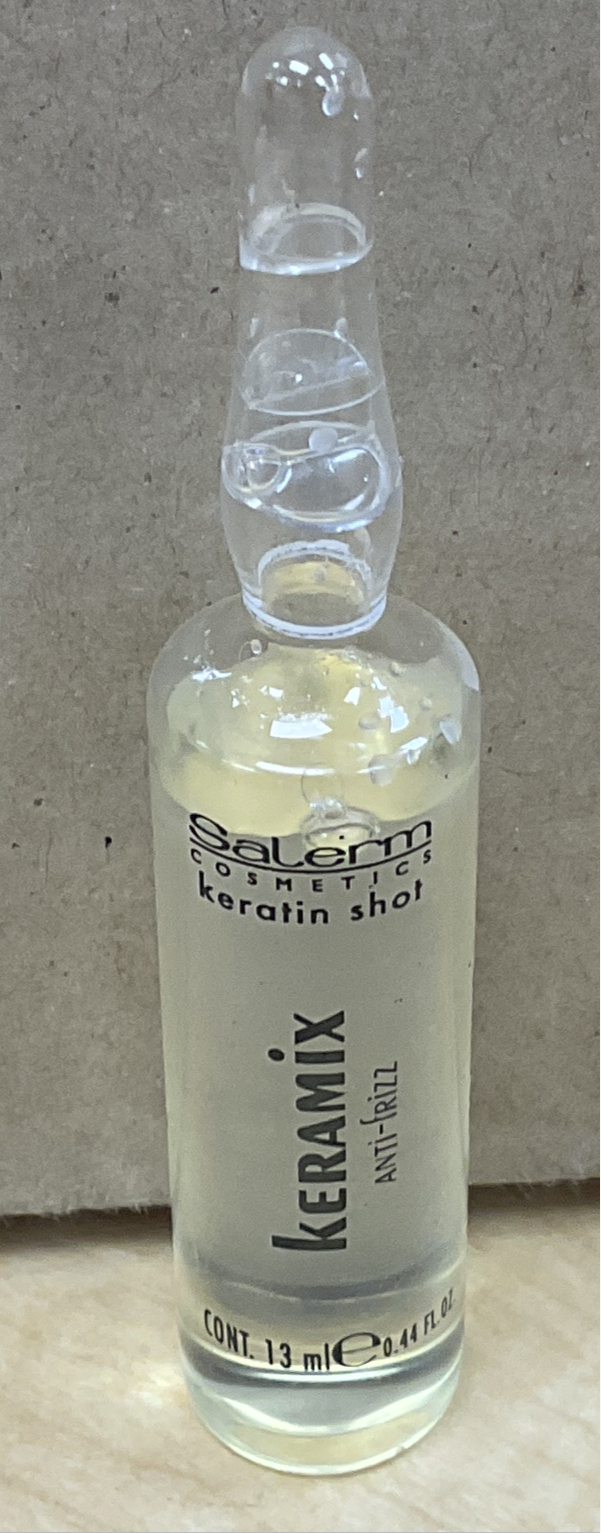 Salerm
COSMETICS
keratin shot
KERAMIX
ANTI-FRIZZ
CONT. 13 ml e 0.44 FL.OZ.